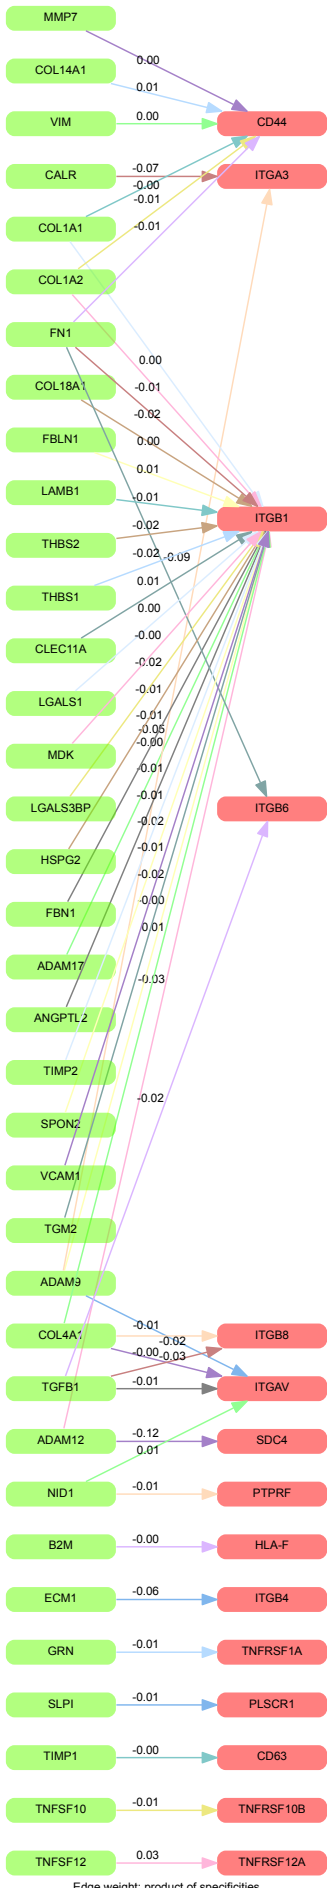 MMP7
0.00
COL14A1
0.01
VIM
0.00
CD44
CALR
-0.07
ITGA3
-0.00
-0.01
COL1A1
-0.01
COL1A2
FN1
0.00
COL18A1
-0.01
-0.02
FBLN1
0.00
0.01
LAMB1
-0.01
ITGB1
THBS2
-0.02
-0.02
-0.09
THBS1
0.01
0.00
CLEC11A
-0.00
-0.02
LGALS1
-0.01
-0.01
-0.05
-0.00
MDK
-0.01
LGALS3BP
-0.01
ITGB6
-0.02
HSPG2
-0.01
-0.02
FBN1
-0.00
0.01
ADAM17
-0.03
ANGPTL2
TIMP2
-0.02
SPON2
VCAM1
TGM2
ADAM9
COL4A1
-0.01
ITGB8
-0.02
-0.00
-0.03
TGFB1
-0.01
ITGAV
ADAM12
-0.12
SDC4
0.01
NID1
-0.01
PTPRF
B2M
-0.00
HLA-F
ECM1
-0.06
ITGB4
GRN
-0.01
TNFRSF1A
SLPI
-0.01
PLSCR1
TIMP1
-0.00
CD63
TNFSF10
-0.01
TNFRSF10B
TNFSF12
0.03
TNFRSF12A
Edge weight: product of specificities